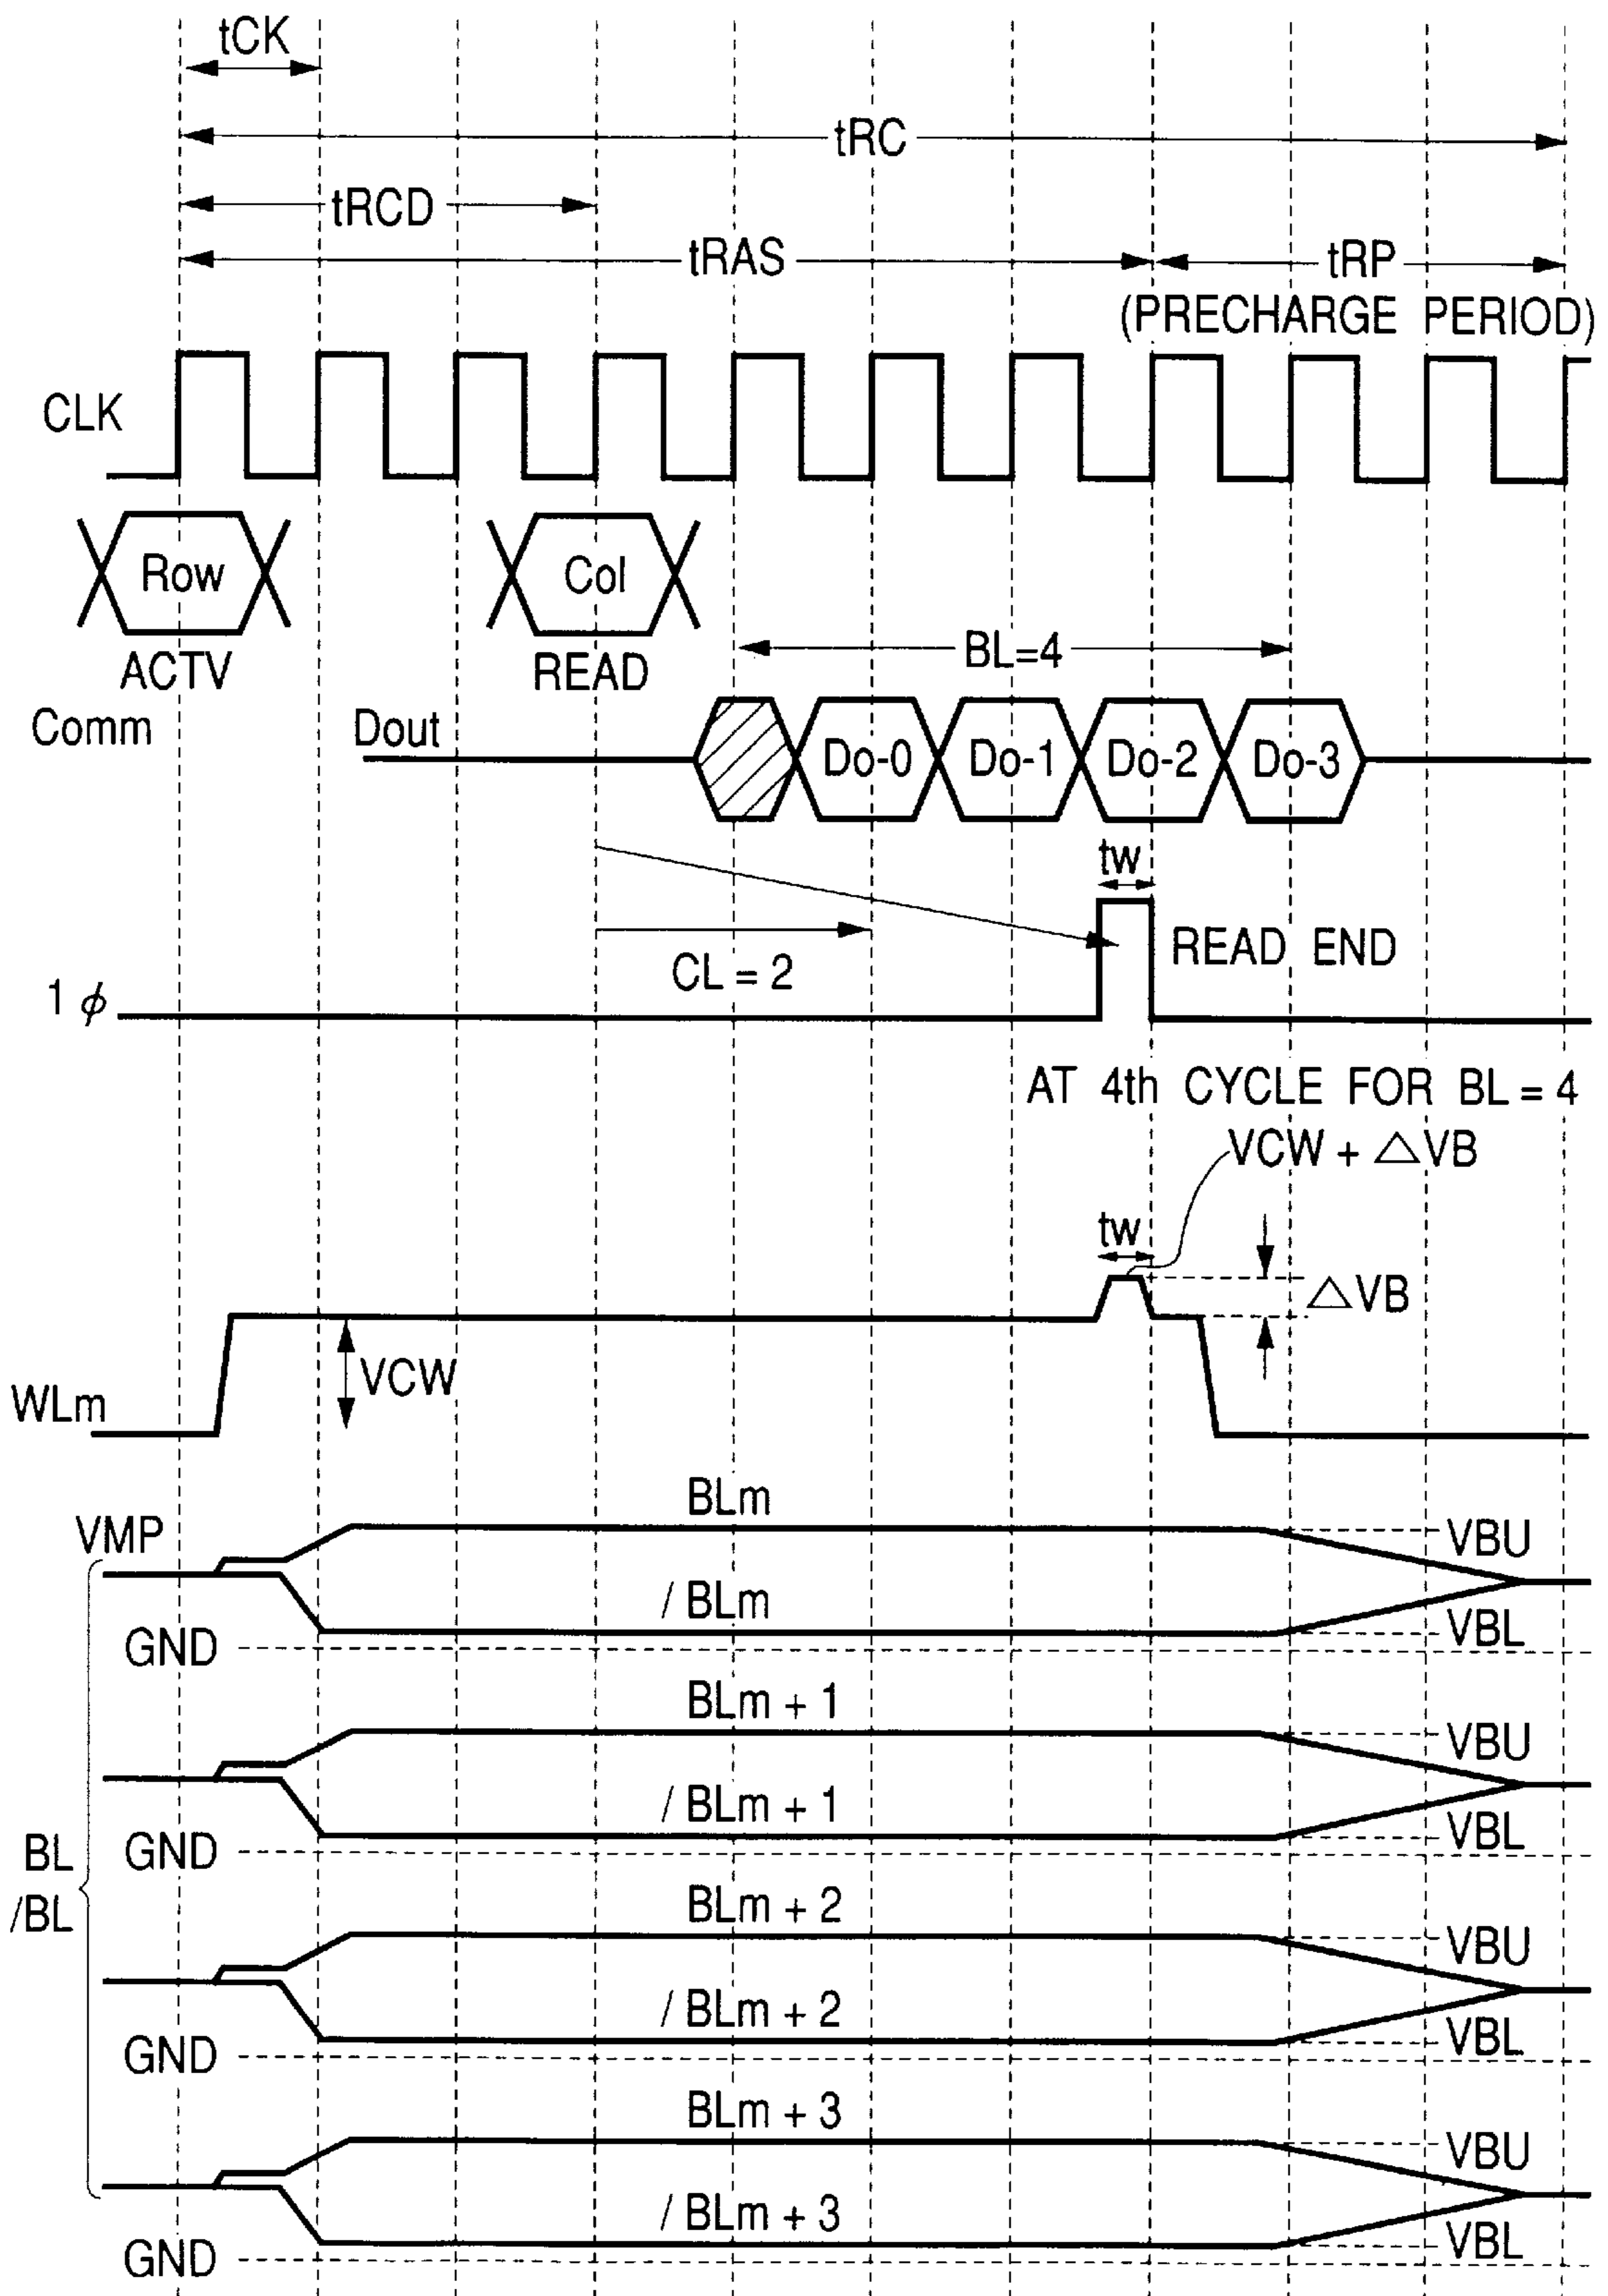 tCK
tRC
tRCD
tRAS
tRP
(PRECHARGE PERIOD)
CLK
Row
Col
ACTV
READ
BL=4
Comm
Dout
Do-0
Do-1
Do-2
Do-3
tw
READ END
CL = 2
1 ϕ
AT 4th CYCLE FOR BL = 4
VCW + △VB
tw
△VB
VCW
WLm
BLm
VMP
VBU
/ BLm
GND
VBL
BLm + 1
VBU
/ BLm + 1
GND
VBL
BL
/BL
BLm + 2
VBU
/ BLm + 2
GND
VBL
BLm + 3
VBU
/ BLm + 3
GND
VBL